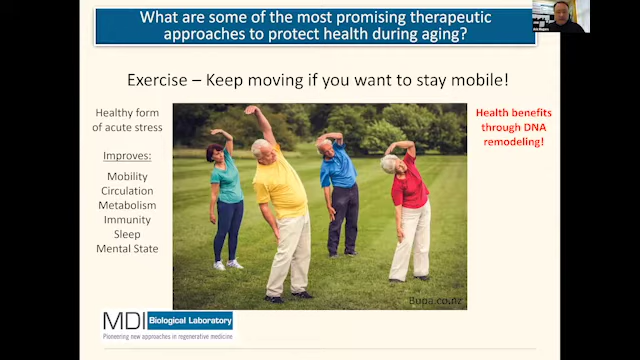 What are some of the most promising therapeutic
approaches to protect health during aging?
Exercise – Keep moving if you want to stay mobile!
Healthy form
of acute stress
Improves:
Mobility
Circulation
Metabolism
Immunity
Sleep
Mental State
Health benefits
through DNA
remodeling!
Bupa.co.nz
MDI Biological Laboratory
Pioneering new approaches in regenerative medicine